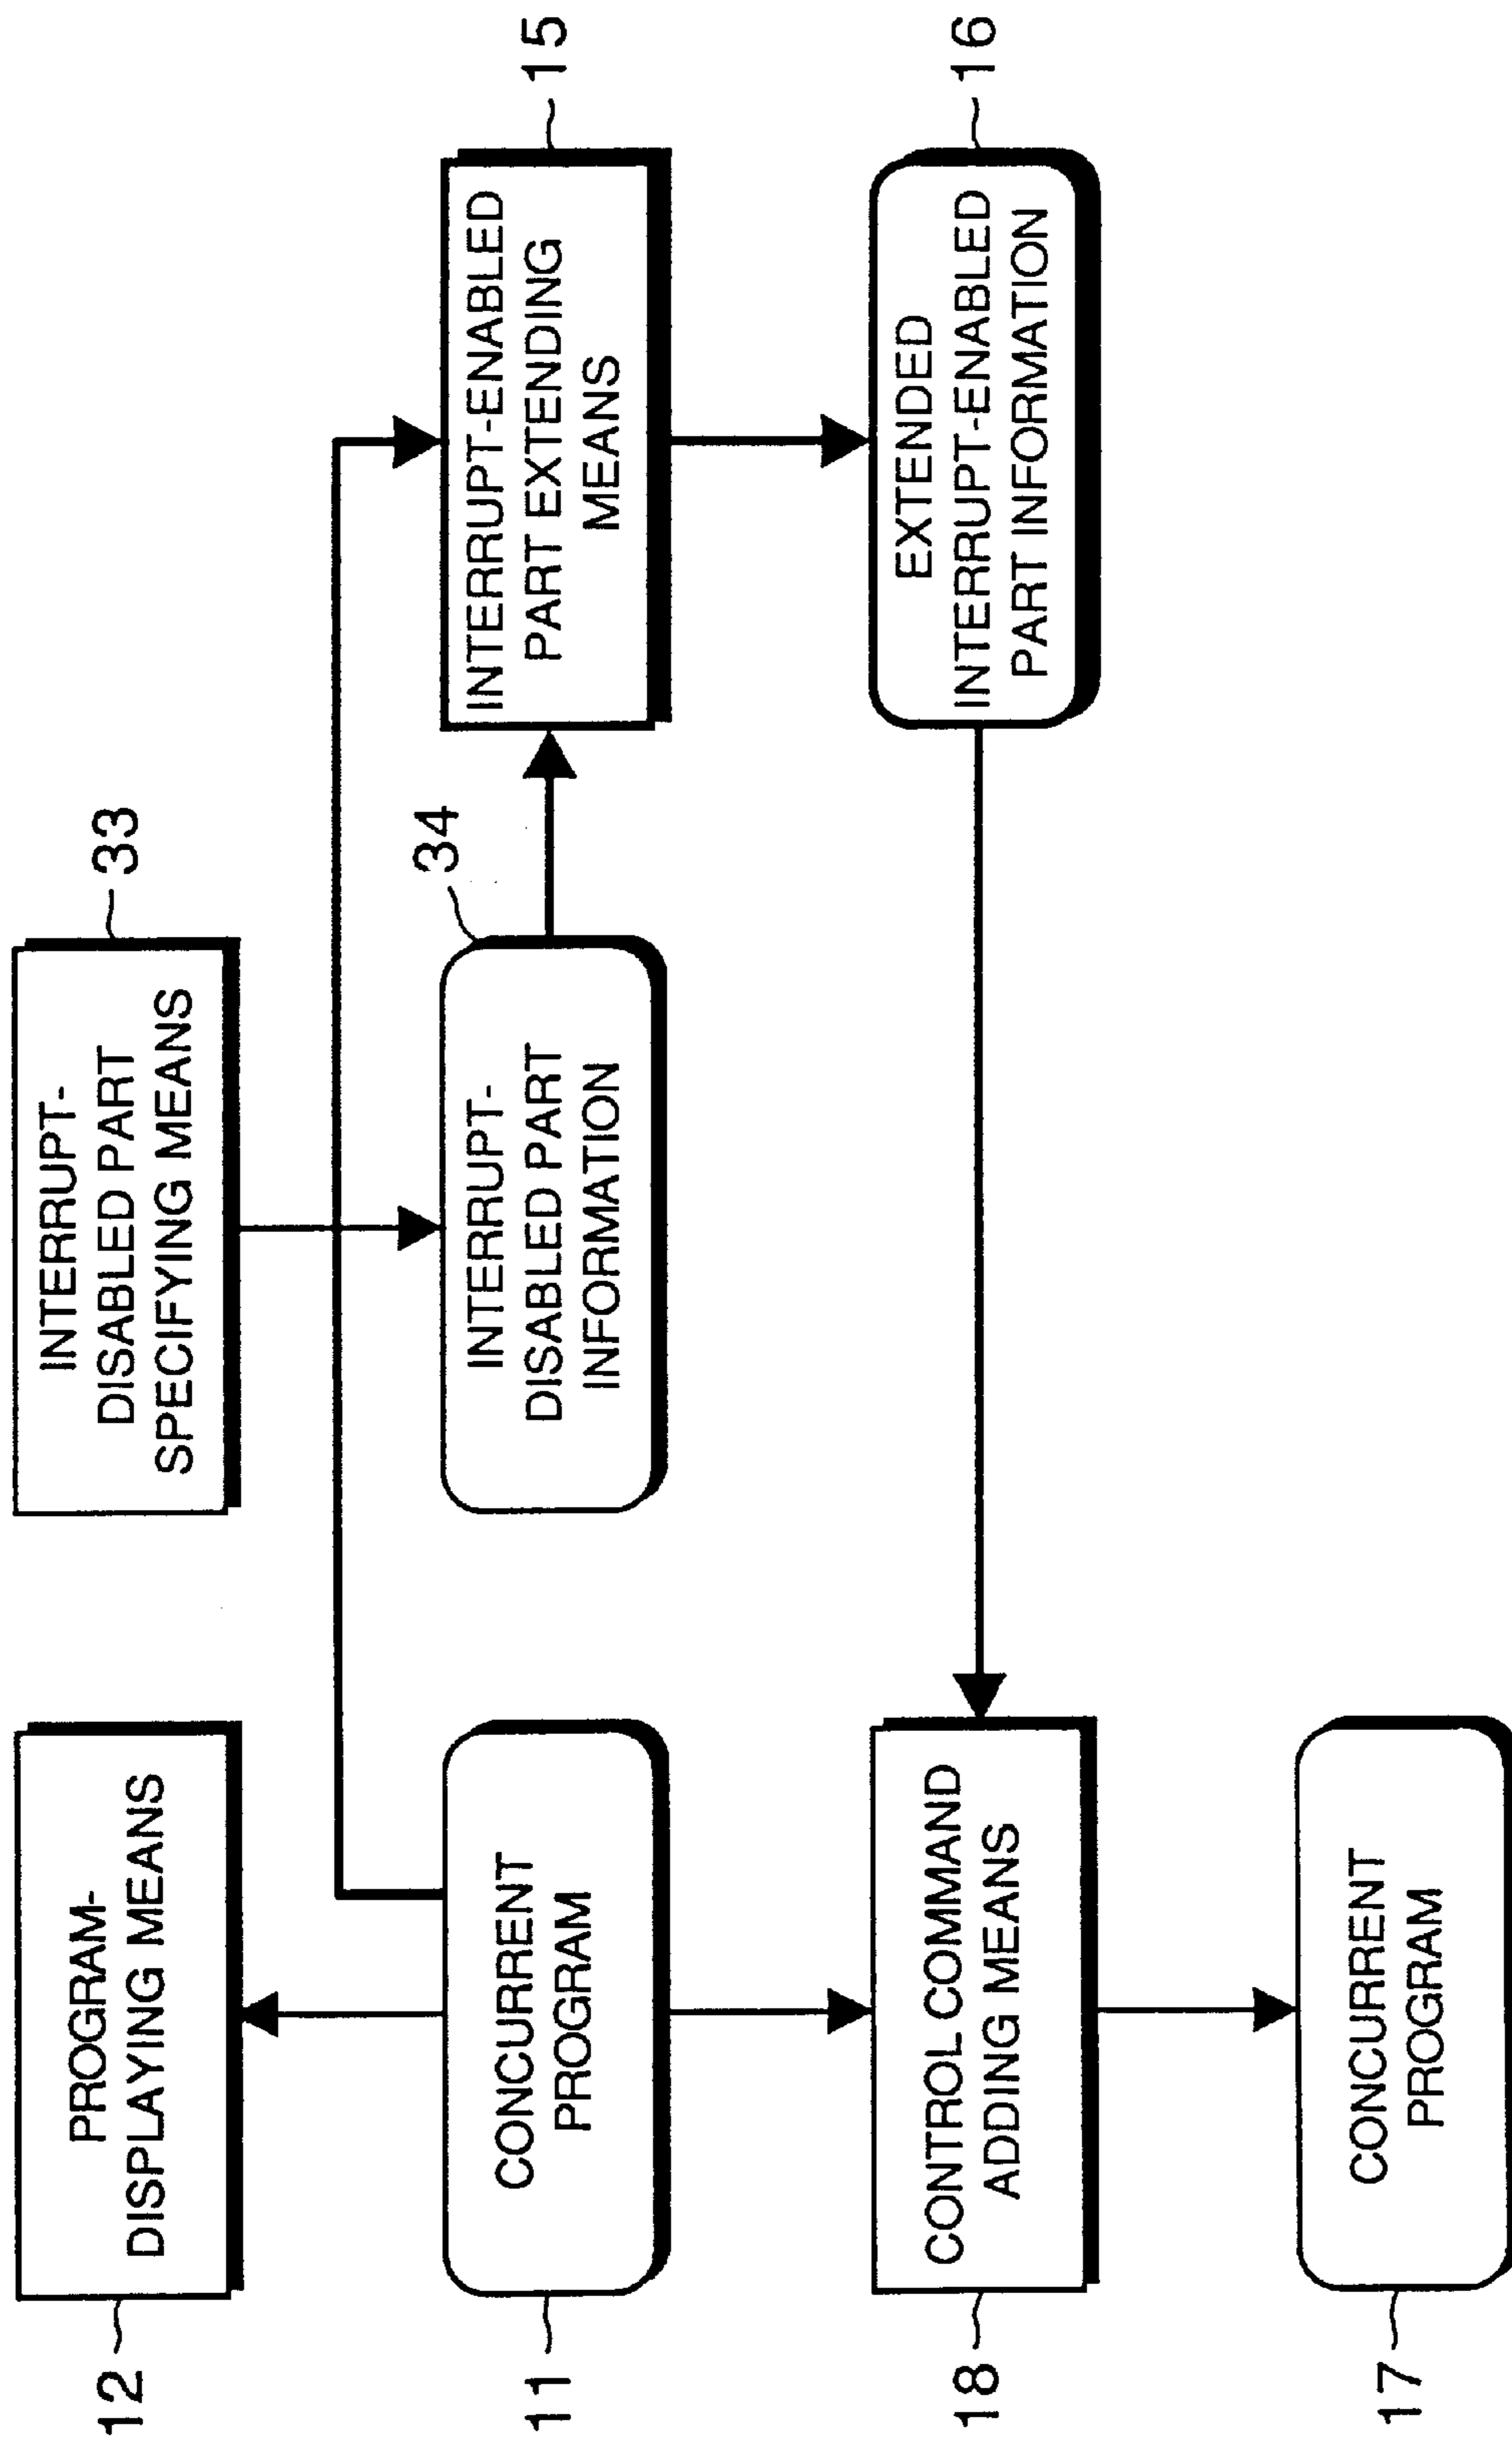 12
PROGRAM-
DISPLAYING MEANS
INTERRUPT-
DISABLED PART
SPECIFYING MEANS
33
11
CONCURRENT
PROGRAM
INTERRUPT-
DISABLED PART
INFORMATION
34
INTERRUPT-ENABLED
PART EXTENDING
MEANS
15
18
CONTROL COMMAND
ADDING MEANS
EXTENDED
INTERRUPT-ENABLED
PART INFORMATION
16
17
CONCURRENT
PROGRAM